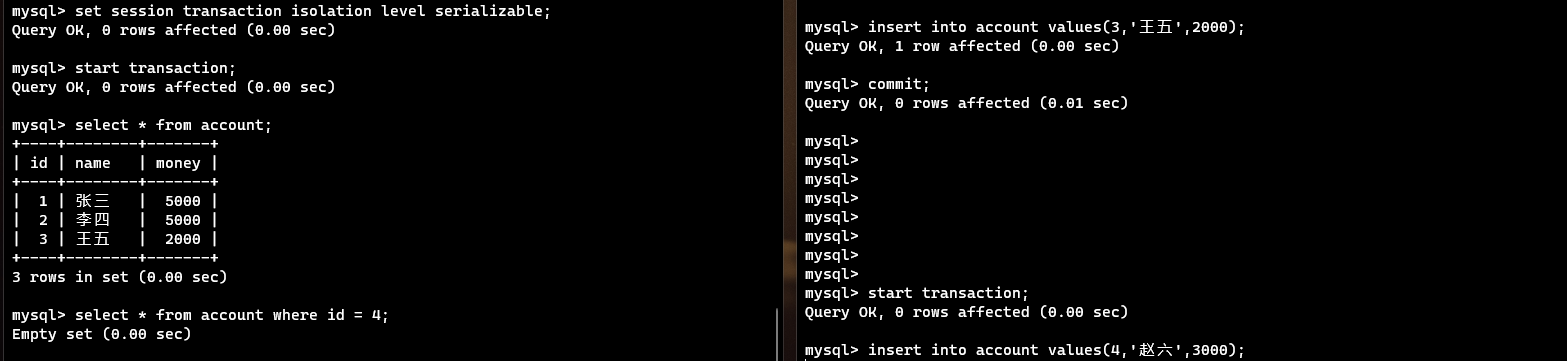 mysql> set session transaction isolation level serializable;
Query OK, 0 rows affected (0.00 sec)
mysql> start transaction;
Query OK, 0 rows affected (0.00 sec)
mysql> select * from account;
+----+--------+-------+
| id | name   | money |
+----+--------+-------+
|  1 | 张三   |  5000 |
|  2 | 李四   |  5000 |
|  3 | 王五   |  2000 |
+----+--------+-------+
3 rows in set (0.00 sec)
mysql> select * from account where id = 4;
Empty set (0.00 sec)
mysql> insert into account values(3,'王五',2000);
Query OK, 1 row affected (0.00 sec)
mysql> commit;
Query OK, 0 rows affected (0.01 sec)
mysql>
mysql>
mysql>
mysql>
mysql>
mysql>
mysql>
mysql>
mysql> start transaction;
Query OK, 0 rows affected (0.00 sec)
mysql> insert into account values(4,'赵六',3000);